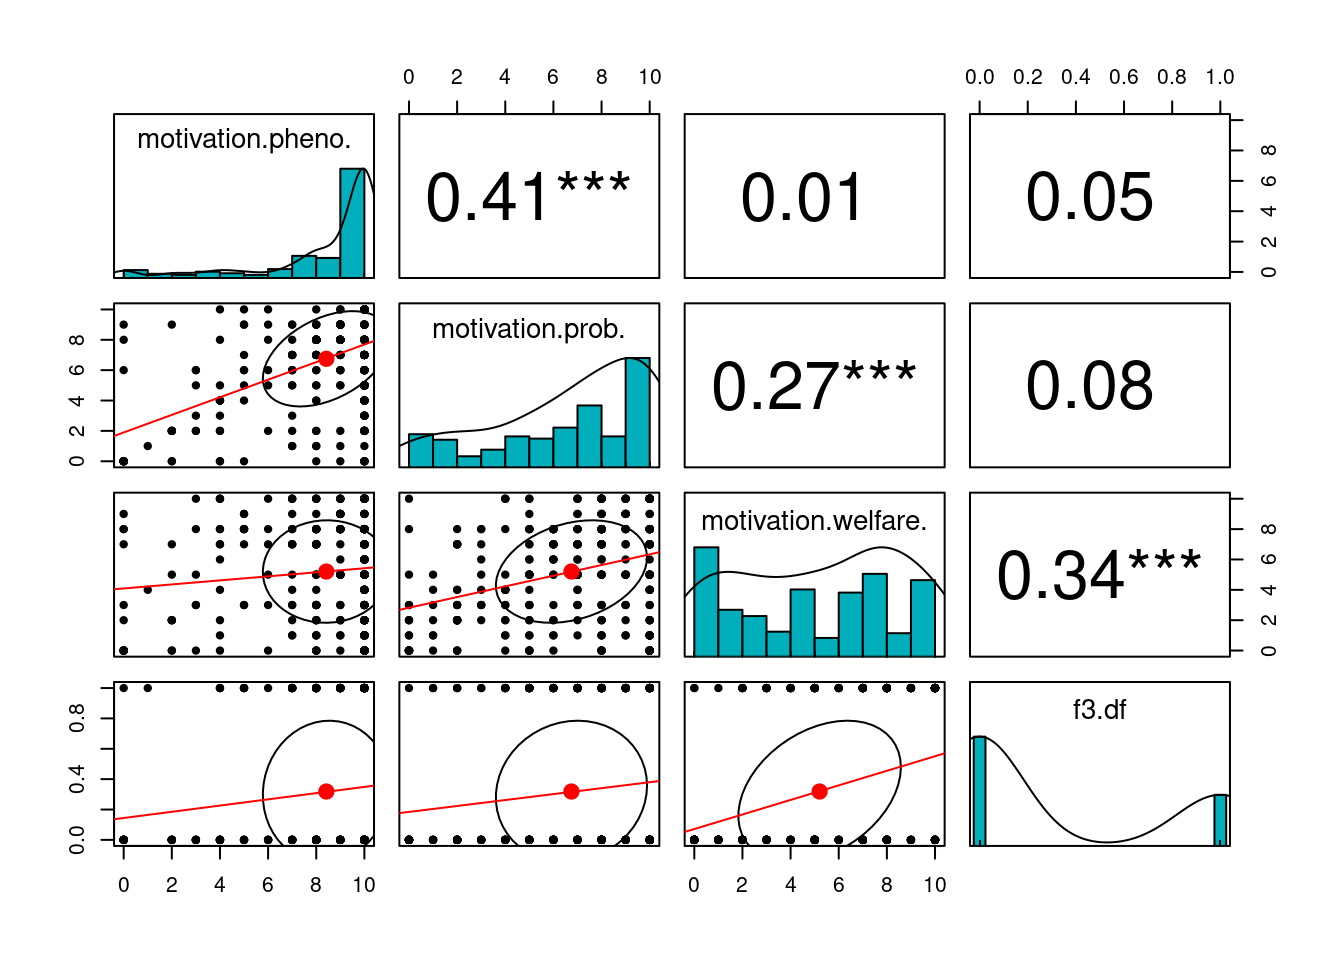 0 2 4 6 8 10 0.0 0.2 0.4 0.6 0.8 1.0
motivation.pheno. 0.41*** 0.01 0.05
0 2 4 6 8
motivation.prob. 0.27*** 0.08
0 2 4 6 8
motivation.welfare. 0.34***
0 2 4 6 8
f3.df
0.0 0.4 0.8
0 2 4 6 8 10 0 2 4 6 8 10